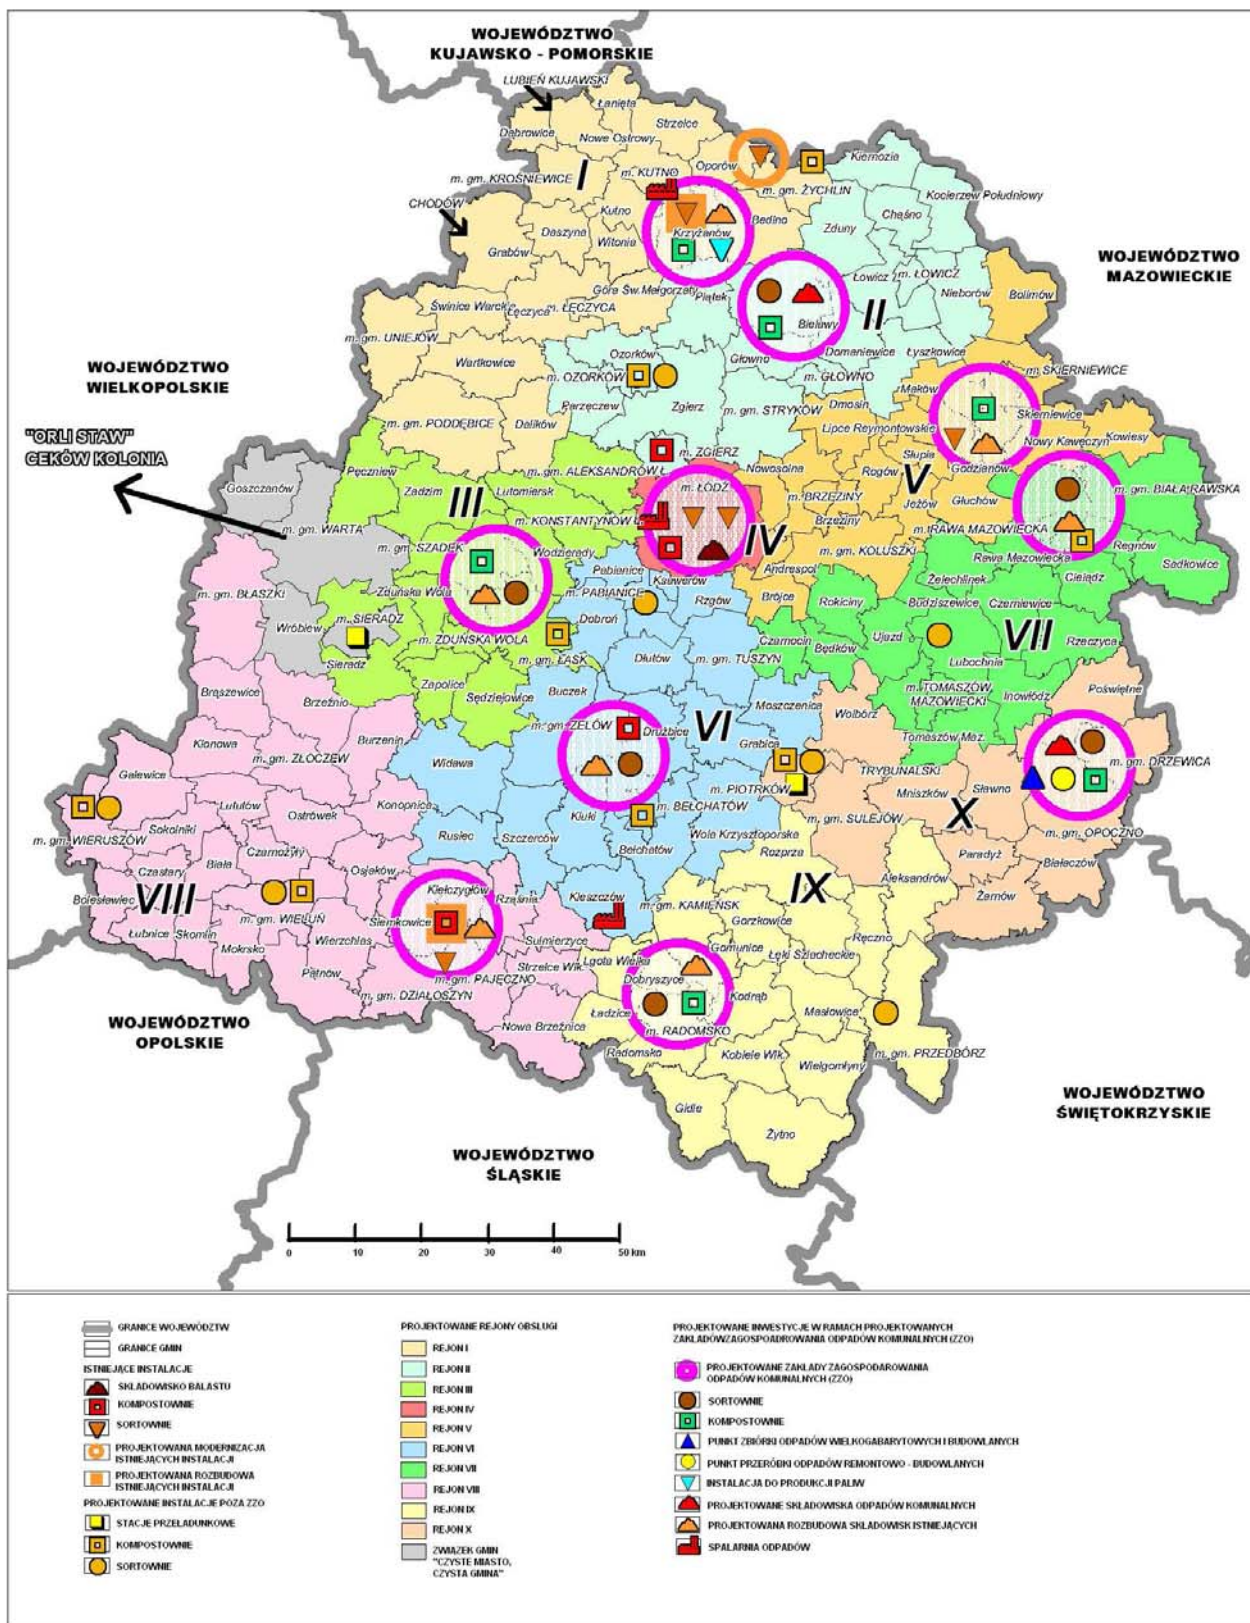 WOJEWÓDZTWO
KUJAWSKO - POMORSKIE
LUBIEŃ KUJAWSKI
Łanięta
Strzelce
Dąbrowice
Nowe Ostrowy
Oporów
Kiernozia
m. gm. KROŚNIEWICE
I
m. KUTNO
m. gm. ŻYCHLIN
Kocierzew Południowy
CHODÓW
Kutno
Krzyżanów
Bedlno
Chąśno
Zduny
Daszyna
Witonia
Grabów
WOJEWÓDZTWO
MAZOWIECKIE
Łowicz
m. ŁOWICZ
Góra Św.Małgorzaty
Piątek
Nieborów
Bolimów
Świnice Warckie
Łęczyca
m. ŁĘCZYCA
II
Bielawy
m. gm. UNIEJÓW
Domaniewice
Łyszkowice
WOJEWÓDZTWO
WIELKOPOLSKIE
Wartkowice
Ozorków
Głowno
m. OZORKÓW
m. GŁOWNO
m. SKIERNIEWICE
Maków
Parzęczew
Zgierz
m. gm. STRYKÓW
Dmosin
Skierniewice
m. gm. PODDĘBICE
Dalików
Lipce Reymontowskie
Kowiesy
"ORLI STAW"
CEKÓW KOLONIA
Nowy Kawęczyn
Słupia
m. ZGIERZ
Pęczniew
m. gm. ALEKSANDRÓW Ł.
Nowosolna
Godzianów
Goszczanów
Zadzim
Lutomiersk
Rogów
V
Głuchów
m. gm. BIAŁA RAWSKA
III
m. ŁÓDŹ
m. BRZEZINY
Jeżów
m. gm. WARTA
m. KONSTANTYNÓW Ł.
Brzeziny
m. RAWA MAZOWIECKA
m. gm. SZADEK
Wodzierady
IV
m. gm. KOLUSZKI
Rawa Mazowiecka
Regnów
Pabianice
Ksawerów
Andrespol
Cielądz
Sadkowice
m. gm. BŁASZKI
Zduńska Wola
m. PABIANICE
Rzgów
Brójce
Rokiciny
Żelechlinek
Budziszewice
Czerniewice
Wróblew
m. SIERADZ
Dobroń
Czarnocin
Ujazd
VII
Rzeczyca
m. ZDUŃSKA WOLA
Będków
Lubochnia
Sieradz
m. gm. ŁASK
Dłutów
m. gm. TUSZYN
Zapolice
m. TOMASZÓW
MAZOWIECKI
Inowłódz
Poświętne
Brąszewice
Brzeźnio
Sędziejowice
Buczek
Moszczenica
Wolbórz
m. gm. ZELÓW
Drużbice
VI
Klonowa
Burzenin
Grabica
Tomaszów Maz.
m. gm. ZŁOCZEW
Widawa
TRYBUNALSKI
m. gm. DRZEWICA
Galewice
m. PIOTRKÓW
Mniszków
Sławno
Lututów
Konopnica
m. BEŁCHATÓW
Ostrówek
Kluki
m. gm. SULEJÓW
X
Sokolniki
m. gm. OPOCZNO
m. gm. WIERUSZÓW
Rusiec
Szczerców
Wola Krzysztoporska
Czarnożyły
Bełchatów
Rozprza
Paradyż
Białaczów
Biała
Czastary
Osjaków
Aleksandrów
Kiełczygłów
IX
Bolesławiec
VIII
Rząśnia
Kleszczów
Żarnów
m. gm. WIELUŃ
Siemkowice
m. gm. KAMIEŃSK
Gorzkowice
Łubnice
Skomlin
Wierzchlas
Sulmierzyce
Ręczno
Mokrsko
Gomunice
Łęki Szlacheckie
Pątnów
Strzelce Wlk.
Lgota Wielka
m. gm. PAJĘCZNO
Dobryszyce
Kodrąb
m. gm. DZIAŁOSZYN
Ładzice
Masłowice
WOJEWÓDZTWO
OPOLSKIE
Nowa Brzeźnica
m. RADOMSKO
Radomsko
Kobiele Wlk.
m. gm. PRZEDBÓRZ
Wielgomłyny
WOJEWÓDZTWO
ŚWIĘTOKRZYSKIE
Gidle
Żytno
WOJEWÓDZTWO
ŚLĄSKIE
0 10 20 30 40 50 km
GRANICE WOJEWÓDZTW
GRANICE GMIN
ISTNIEJĄCE INSTALACJE
SKŁADOWISKO BALASTU
KOMPOSTOWNIE
SORTOWNIE
PROJEKTOWANA MODERNIZACJA
ISTNIEJĄCYCH INSTALACJI
PROJEKTOWANA ROZBUDOWA
ISTNIEJĄCYCH INSTALACJI
PROJEKTOWANE INSTALACJE POZA ZZO
STACJE PRZEŁADUNKOWE
KOMPOSTOWNIE
SORTOWNIE
PROJEKTOWANE REJONY OBSŁUGI
REJON I
REJON II
REJON III
REJON IV
REJON V
REJON VI
REJON VII
REJON VIII
REJON IX
REJON X
ZWIĄZEK GMIN
"CZYSTE MIASTO,
CZYSTA GMINA"
PROJEKTOWANE INWESTYCJE W RAMACH PROJEKTOWANYCH
ZAKŁADÓWZAGOSPOADROWANIA ODPADÓW KOMUNALNYCH (ZZO)
PROJEKTOWANE ZAKŁADY ZAGOSPODAROWANIA
ODPADÓW KOMUNALNYCH (ZZO)
SORTOWNIE
KOMPOSTOWNIE
PUNKT ZBIÓRKI ODPADÓW WIELKOGABARYTOWYCH I BUDOWLANYCH
PUNKT PRZERÓBKI ODPADÓW REMONTOWO - BUDOWLANYCH
INSTALACJA DO PRODUKCJI PALIW
PROJEKTOWANE SKŁADOWISKA ODPADÓW KOMUNALNYCH
PROJEKTOWANA ROZBUDOWA SKŁADOWISK ISTNIEJĄCYCH
SPALARNIA ODPADÓW